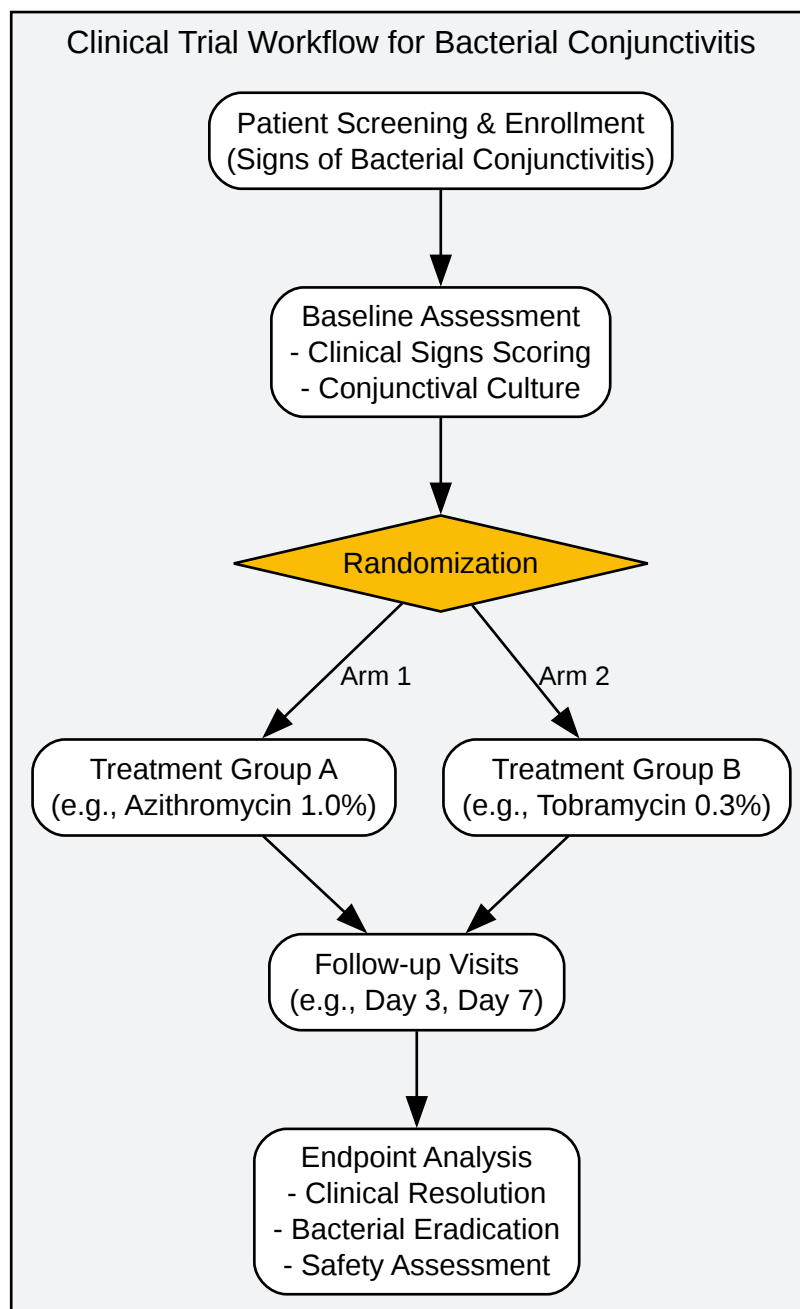 Clinical Trial Workflow for Bacterial Conjunctivitis
Patient Screening & Enrollment
(Signs of Bacterial Conjunctivitis)
Baseline Assessment
- Clinical Signs Scoring
- Conjunctival Culture
Randomization
Arm 1
Arm 2
Treatment Group A
(e.g., Azithromycin 1.0%)
Treatment Group B
(e.g., Tobramycin 0.3%)
Follow-up Visits
(e.g., Day 3, Day 7)
Endpoint Analysis
- Clinical Resolution
- Bacterial Eradication
- Safety Assessment